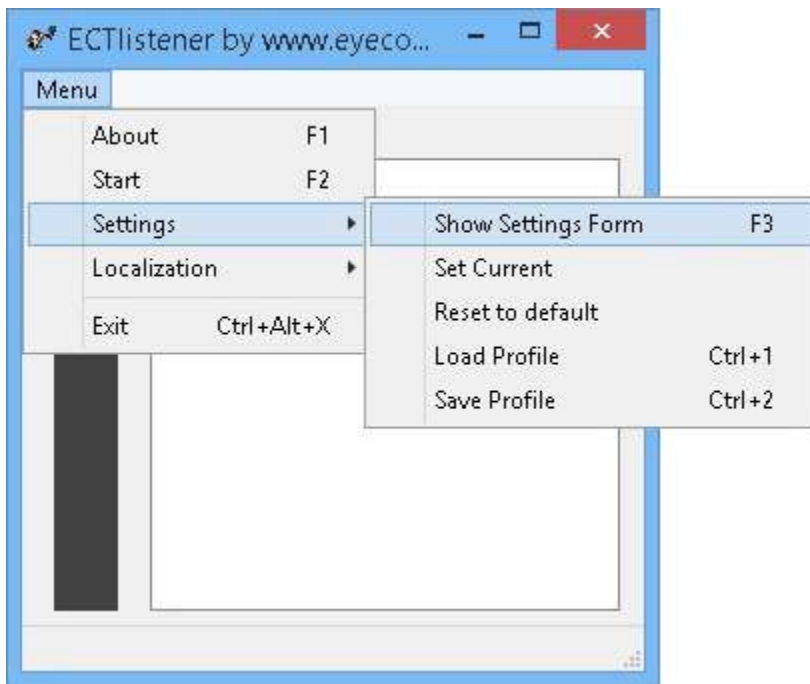 ECTlistener by www.eyeco...
Menu
About F1
Start F2
Settings
Show Settings Form F3
Localization
Set Current
Reset to default
Exit Ctrl+Alt+X
Load Profile Ctrl+1
Save Profile Ctrl+2